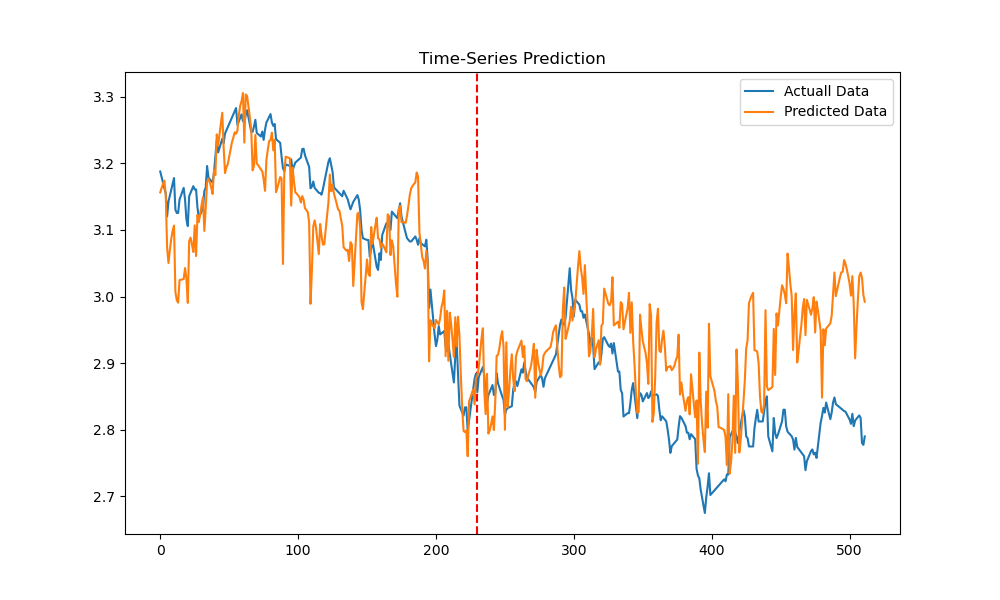 Time-Series Prediction
Actuall Data
Predicted Data
3.3
3.2
3.1
3.0
2.9
2.8
2.7
0 100 200 300 400 500